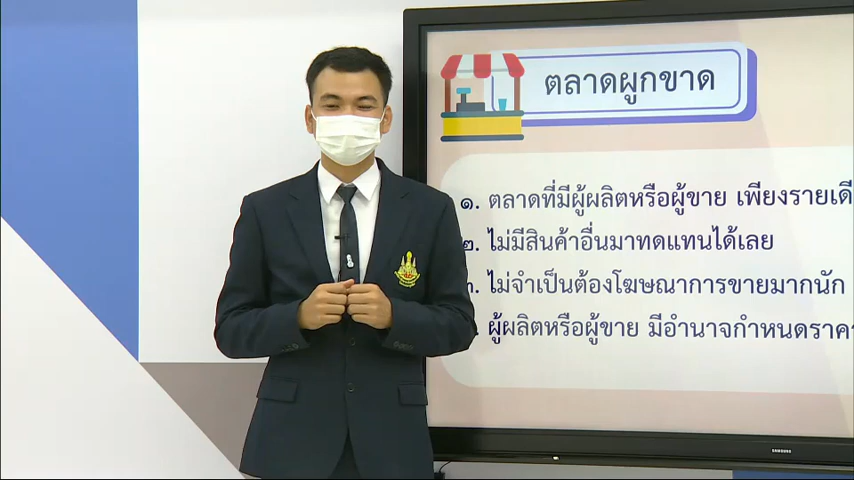 ตลาดผูกขาด
๑. ตลาดที่มีผู้ผลิตหรือผู้ขาย เพียงรายเดี
๒. ไม่มีสินค้าอื่นมาทดแทนได้เลย
ไม่จำเป็นต้องโฆษณาการขายมากนัก
ผู้ผลิตหรือผู้ขาย มีอำนาจกำหนดราคา
SAMSUNG